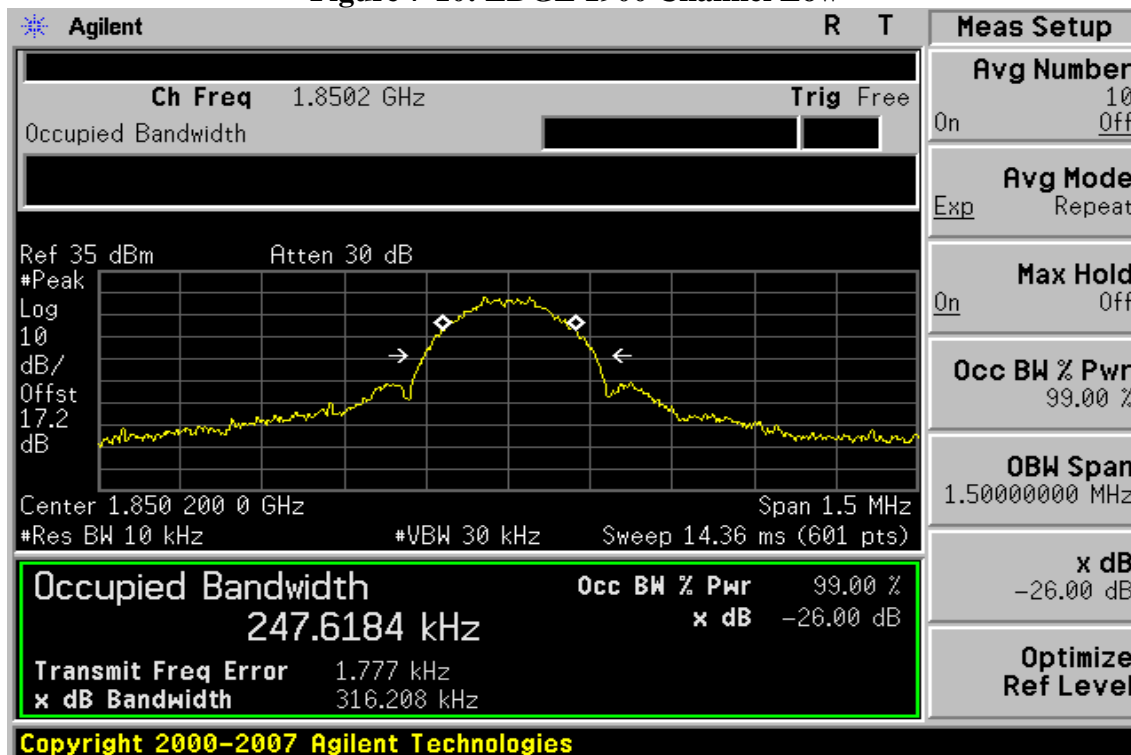 Agilent R T
Meas Setup
Ch Freq 1.8502 GHz Trig Free
Occupied Bandwidth
Avg Number
10
On Off
Avg Mode
Exp Repeat
Ref 35 dBm Atten 30 dB
#Peak
Log
10
dB/
Offst
17.2
dB
Max Hold
On Off
Occ BW % Pwr
99.00 %
OBW Span
1.50000000 MHz
Center 1.850 200 0 GHz Span 1.5 MHz
#Res BW 10 kHz #VBW 30 kHz Sweep 14.36 ms (601 pts)
x dB
-26.00 dB
Optimize
Ref Level
Occupied Bandwidth
247.6184 kHz
Occ BW % Pwr 99.00 %
x dB -26.00 dB
Transmit Freq Error 1.777 kHz
x dB Bandwidth 316.208 kHz
Copyright 2000-2007 Agilent Technologies